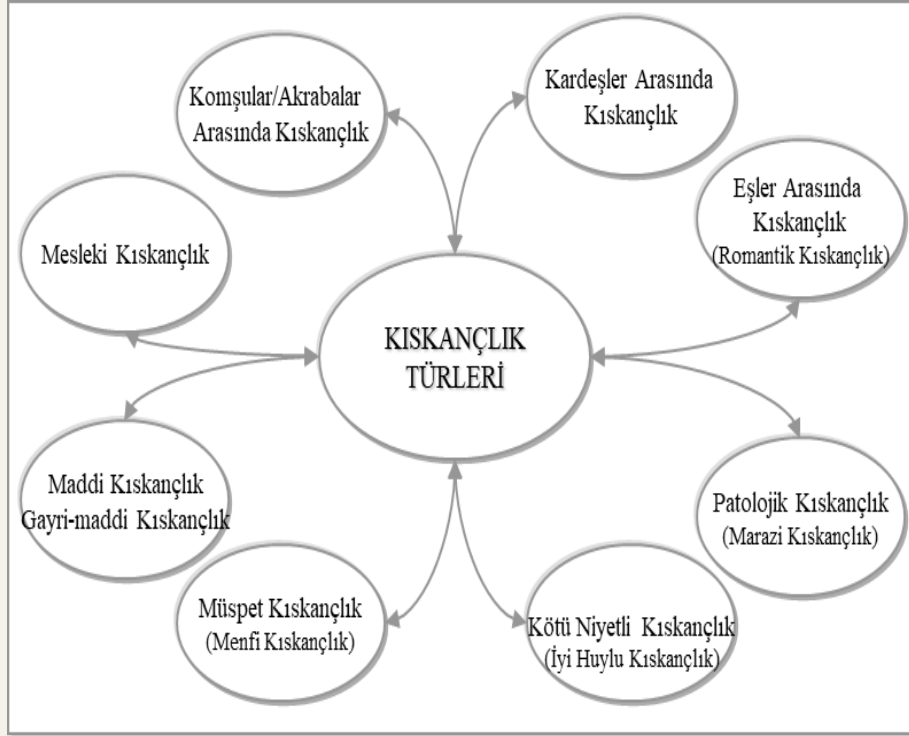 Komşular/Akrabalar
Arasında Kıskançlık
Kardeşler Arasında
Kıskançlık
Eşler Arasında
Kıskançlık
(Romantik Kıskançlık)
Mesleki Kıskançlık
KISKANÇLIK
TÜRLERİ
Maddi Kıskançlık
Gayri-maddi Kıskançlık
Patolojik Kıskançlık
(Marazi Kıskançlık)
Müspet Kıskançlık
(Menfi Kıskançlık)
Kötü Niyetli Kıskançlık
(İyi Huylu Kıskançlık)